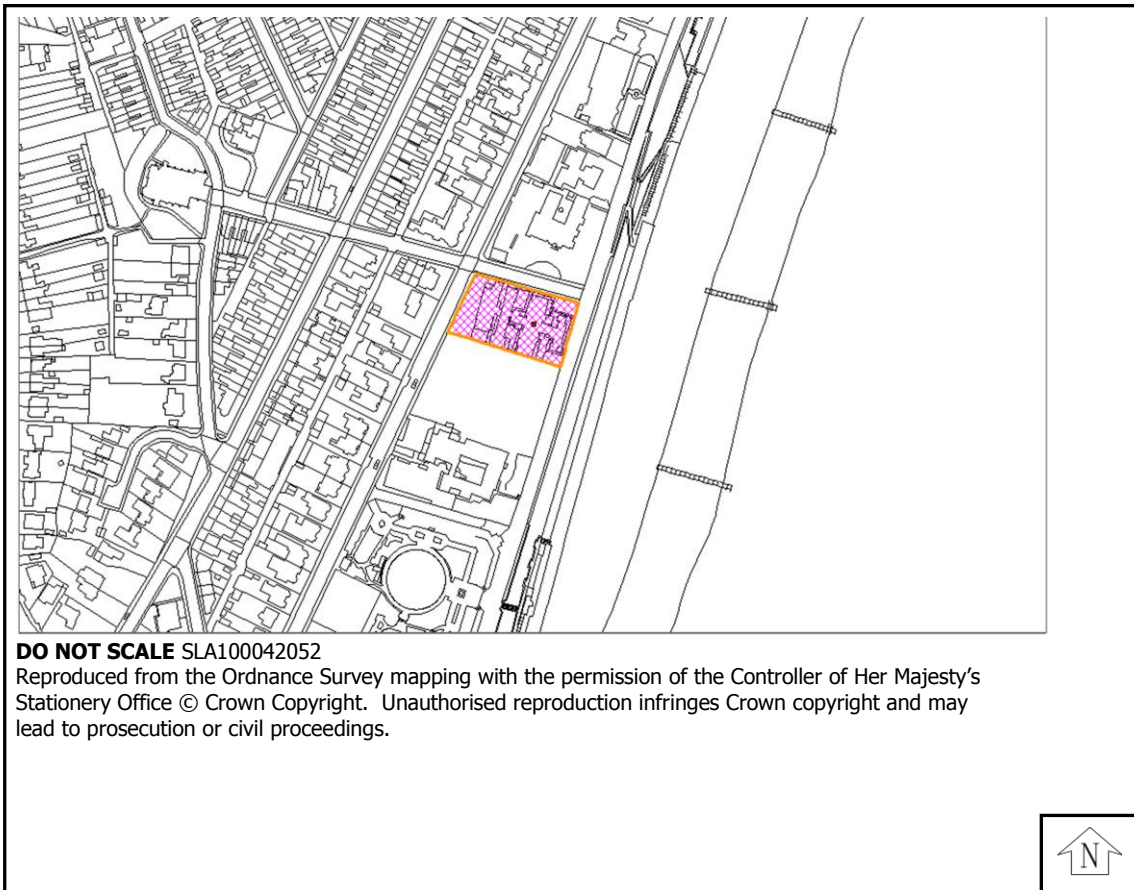 DO NOT SCALE SLA100042052
Reproduced from the Ordnance Survey mapping with the permission of the Controller of Her Majesty's
Stationery Office © Crown Copyright.  Unauthorised reproduction infringes Crown copyright and may
lead to prosecution or civil proceedings.
N